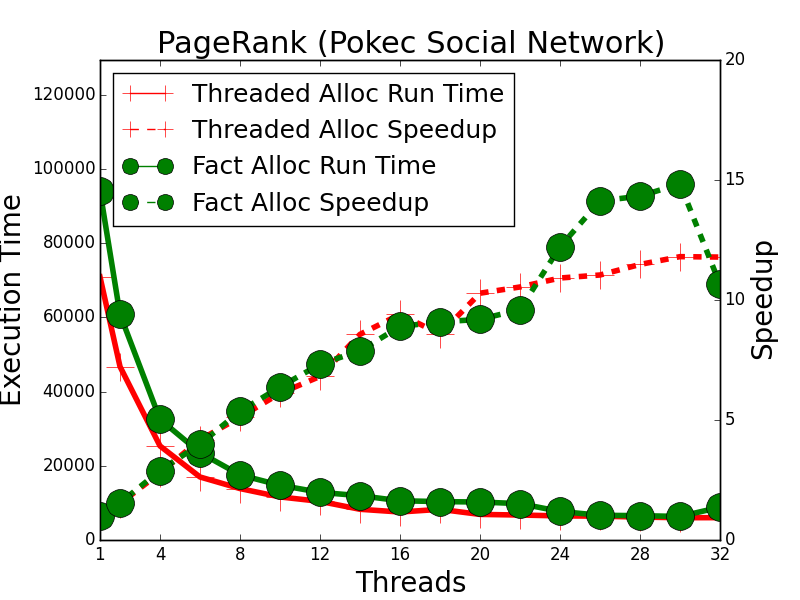 PageRank (Pokec Social Network)
Threaded Alloc Run Time
Threaded Alloc Speedup
Fact Alloc Run Time
Fact Alloc Speedup
Execution Time
120000
100000
80000
60000
40000
20000
0
Speedup
20
15
10
5
0
1 4 8 12 16 20 24 28 32
Threads